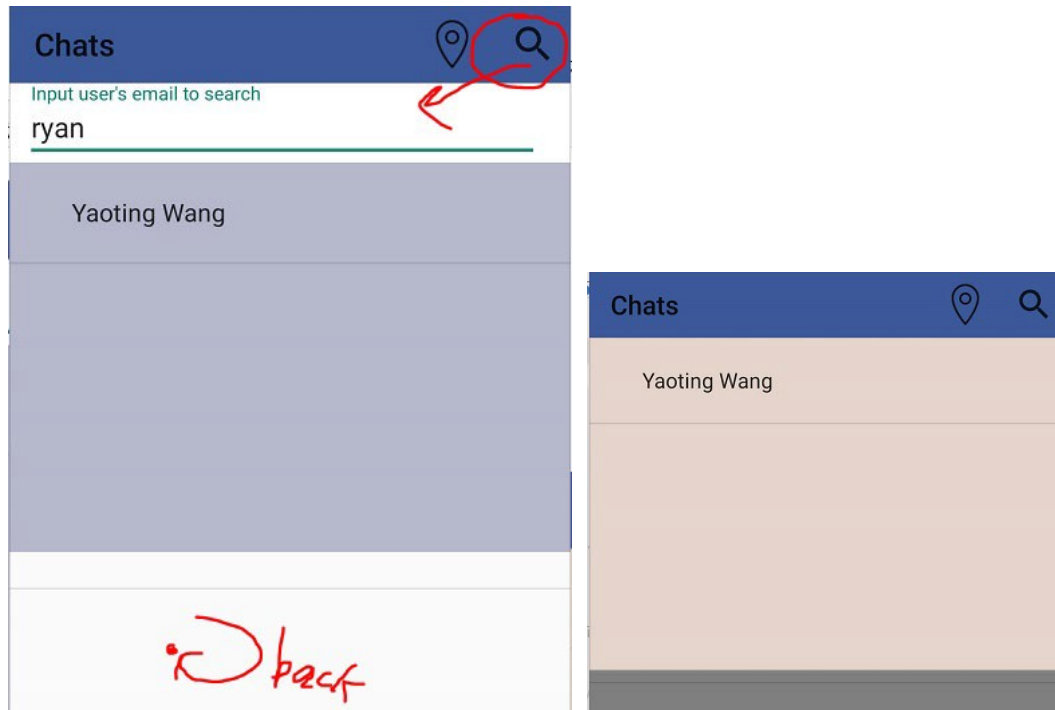 Chats
Input user's email to search
ryan
Yaoting Wang
back
Chats
Yaoting Wang